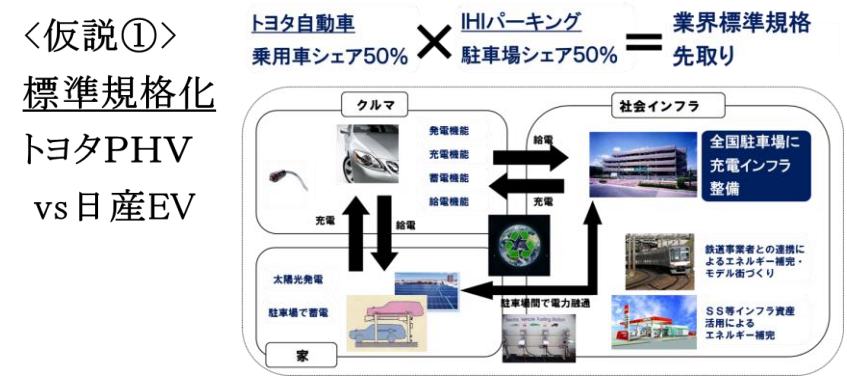 <仮説①>
標準規格化
トヨタPHV
vs日産EV
トヨタ自動車
乗用車シェア50%
×
IHIパーキング
駐車場シェア50%
=
業界標準規格
先取り
クルマ
発電機能
充電機能
蓄電機能
給電機能
給電
充電
社会インフラ
全国駐車場に
充電インフラ
整備
充電
給電
太陽光発電
駐車場で蓄電
家
駐車場間で電力融通
鉄道事業者との連携に
よるエネルギー補完・
モデル街づくり
SS等インフラ資産
活用による
エネルギー補完